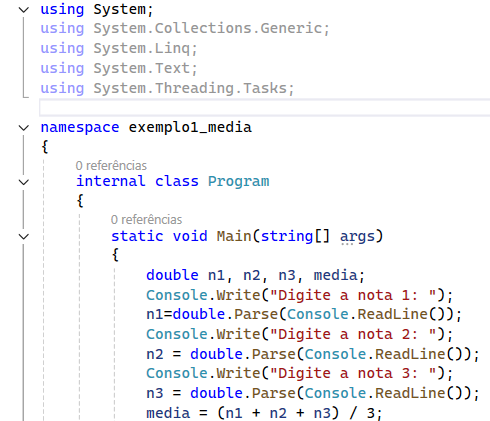 using System;
using System.Collections.Generic;
using System.Linq;
using System.Text;
using System.Threading.Tasks;
namespace exemplo1_media
{
0 referências
internal class Program
{
0 referências
static void Main(string[] args)
{
double n1, n2, n3, media;
Console.Write("Digite a nota 1: ");
n1=double.Parse(Console.ReadLine());
Console.Write("Digite a nota 2: ");
n2 = double.Parse(Console.ReadLine());
Console.Write("Digite a nota 3: ");
n3 = double.Parse(Console.ReadLine());
media = (n1 + n2 + n3) / 3;